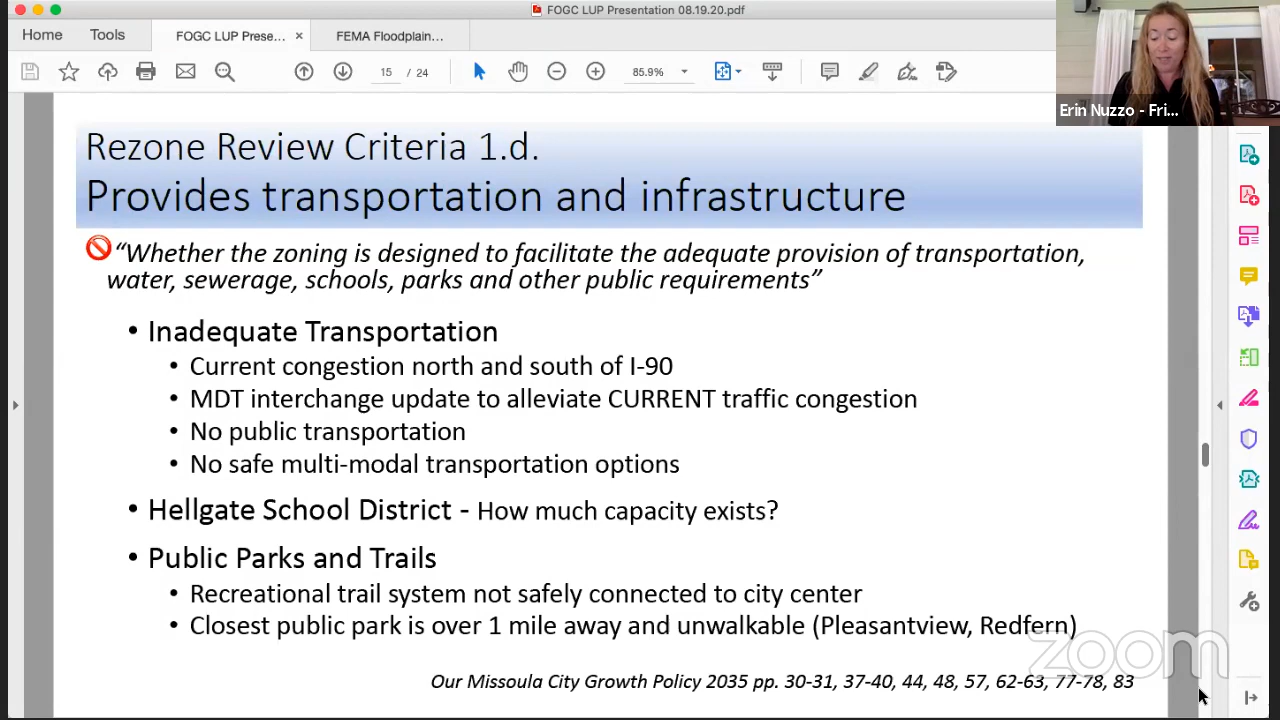 FOGC LUP Presentation 08.19.20.pdf
Home
Tools
FOGC LUP Prese...
×
FEMA Floodplain...
15 / 24
85.9%
Erin Nuzzo - Fri...
Rezone Review Criteria 1.d.
Provides transportation and infrastructure
“Whether the zoning is designed to facilitate the adequate provision of transportation,
water, sewerage, schools, parks and other public requirements”
• Inadequate Transportation
• Current congestion north and south of I-90
• MDT interchange update to alleviate CURRENT traffic congestion
• No public transportation
• No safe multi-modal transportation options
• Hellgate School District - How much capacity exists?
• Public Parks and Trails
• Recreational trail system not safely connected to city center
• Closest public park is over 1 mile away and unwalkable (Pleasantview, Redfern)
zoom
Our Missoula City Growth Policy 2035 pp. 30-31, 37-40, 44, 48, 57, 62-63, 77-78, 83